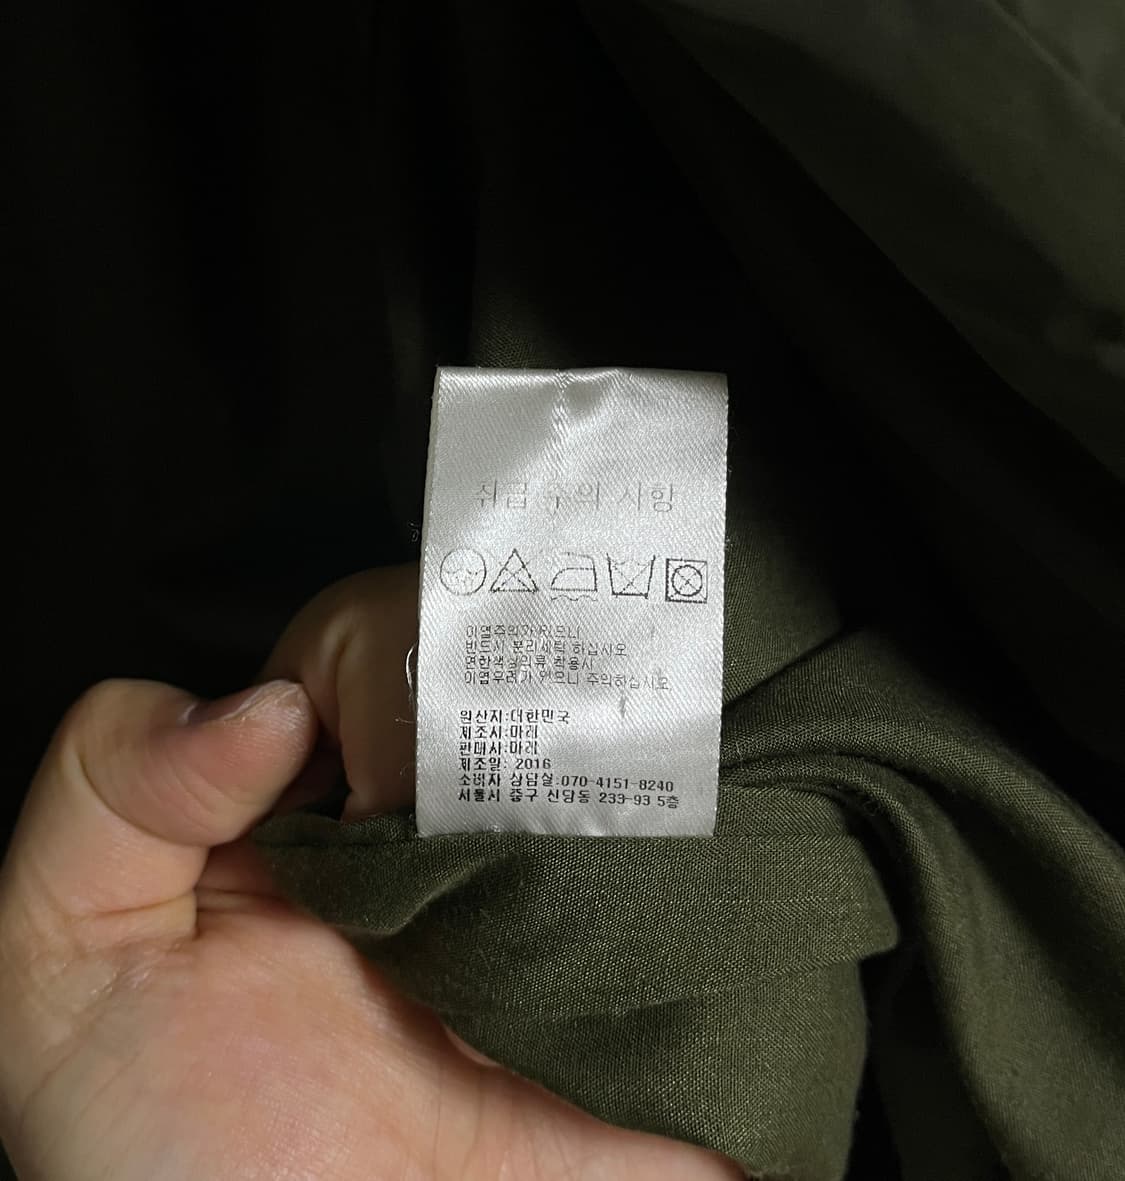 취급 주의 사항
이염주의가 있으니
반드시 분리세탁 하십시오
연한색상의류 착용시
이염우려가 있으니 주의하십시오.
원산지:대한민국
제조사:마레
판매사:마레
제조일: 2016
소비자 상담실:070-4151-8240
서울시 중구 신당동 233-93 5층